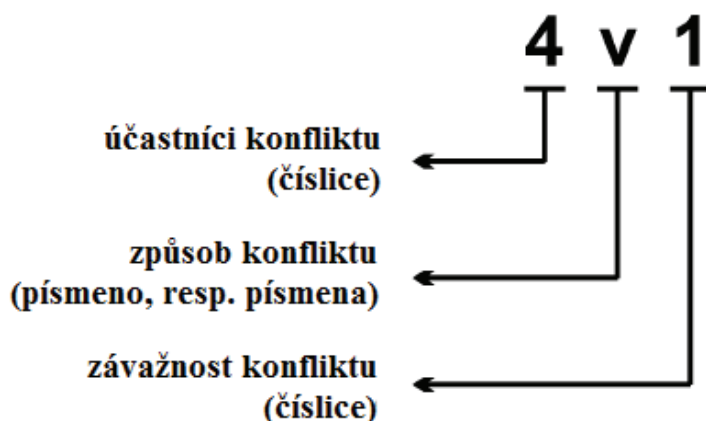 4 v 1
účastníci konfliktu
(číslice)
způsob konfliktu
(písmeno, resp. písmena)
závažnost konfliktu
(číslice)